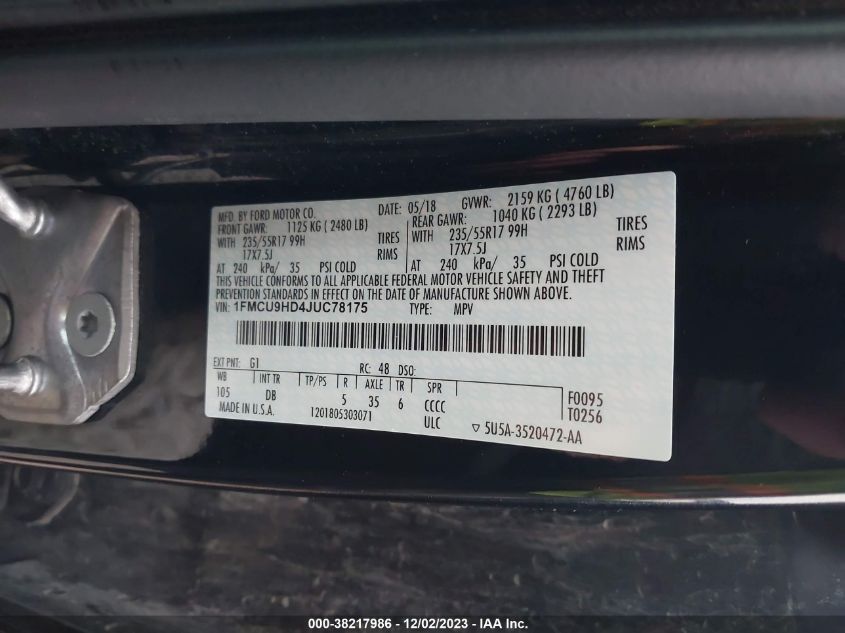 MFD. BY FORD MOTOR CO. DATE: 05/18 GVWR: 2159 KG ( 4760 LB)
FRONT GAWR: 1125 KG ( 2480 LB) REAR GAWR: 1040 KG ( 2293 LB)
WITH 235/55R17 99H TIRES WITH 235/55R17 99H TIRES
17X7.5J RIMS 17X7.5J RIMS
AT 240 kPa/ 35 PSI COLD AT 240 kPa/ 35 PSI COLD
THIS VEHICLE CONFORMS TO ALL APPLICABLE FEDERAL MOTOR VEHICLE SAFETY AND THEFT
PREVENTION STANDARDS IN EFFECT ON THE DATE OF MANUFACTURE SHOWN ABOVE.
VIN: 1FMCU9HD4JUC78175 TYPE: MPV
EXT PNT: G1 RC: 48 DSO:
WB INT TR TP/PS R AXLE TR SPR
105 DB 5 35 6 CCCC F0095
MADE IN U.S.A. 1201805303071 ULC T0256
▽ 5U5A-3520472-AA
000-38217986 - 12/02/2023 - IAA Inc.